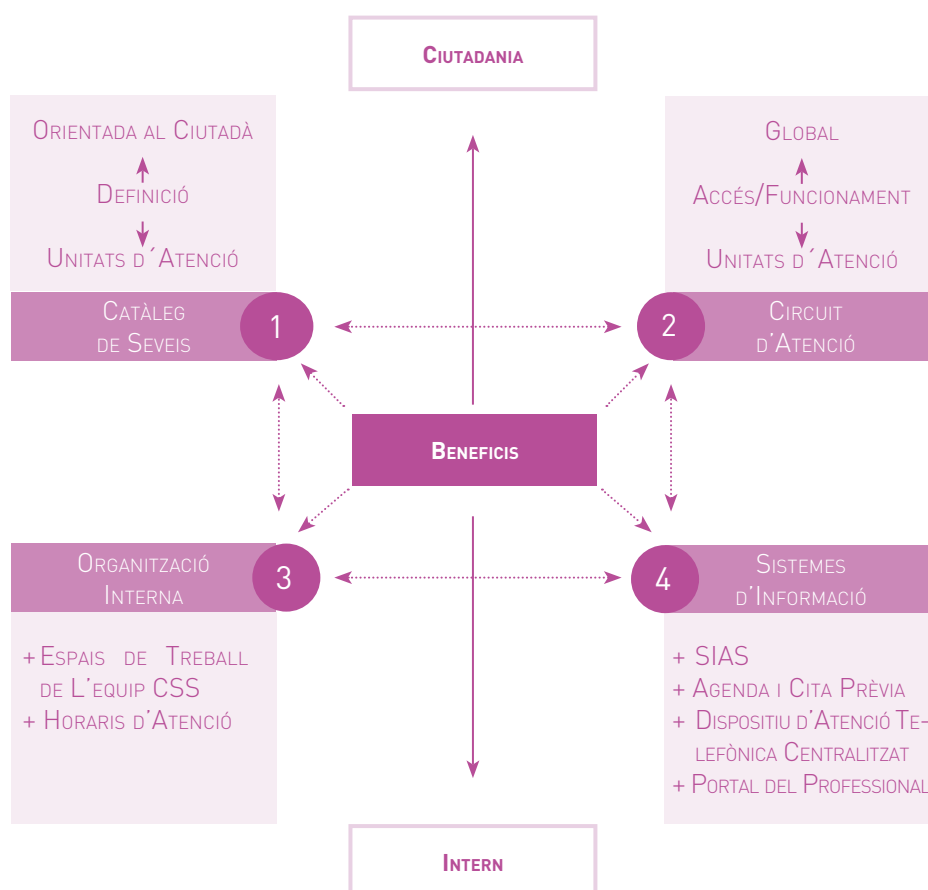 Ciutadania
Orientada al Ciutadà
Definició
Unitats d´Atenció
Catàleg
de Seveis
1
Global
Accés/Funcionament
Unitats d´Atenció
2
Circuit
d'Atenció
Beneficis
Organització
Interna
3
+ Espais de Treball
de L'equip CSS
+ Horaris d'Atenció
4
Sistemes
d'Informació
+ SIAS
+ Agenda i Cita Prèvia
+ Dispositiu d'Atenció Te-
lefònica Centralitzat
+ Portal del Professional
Intern